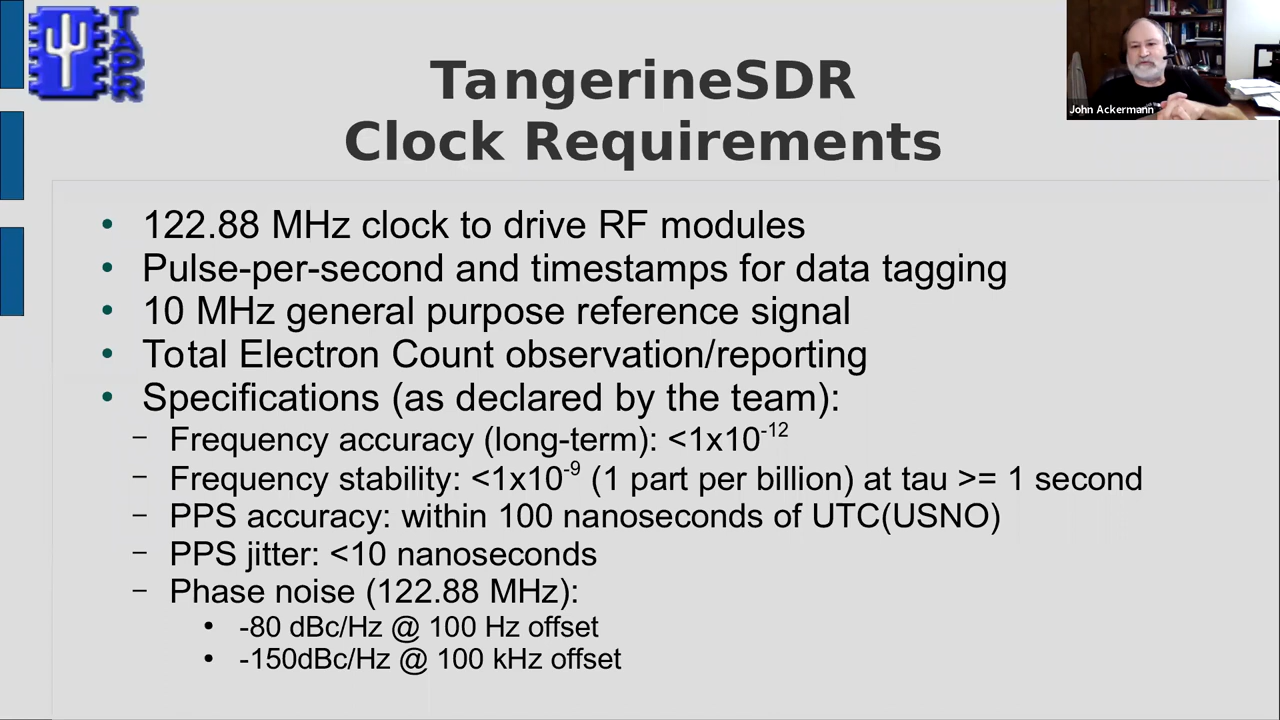 TAPR
TangerineSDR
Clock Requirements
John Ackermann
• 122.88 MHz clock to drive RF modules
• Pulse-per-second and timestamps for data tagging
• 10 MHz general purpose reference signal
• Total Electron Count observation/reporting
• Specifications (as declared by the team):
– Frequency accuracy (long-term): <1x10⁻¹²
– Frequency stability: <1x10⁻⁹ (1 part per billion) at tau >= 1 second
– PPS accuracy: within 100 nanoseconds of UTC(USNO)
– PPS jitter: <10 nanoseconds
– Phase noise (122.88 MHz):
• -80 dBc/Hz @ 100 Hz offset
• -150dBc/Hz @ 100 kHz offset